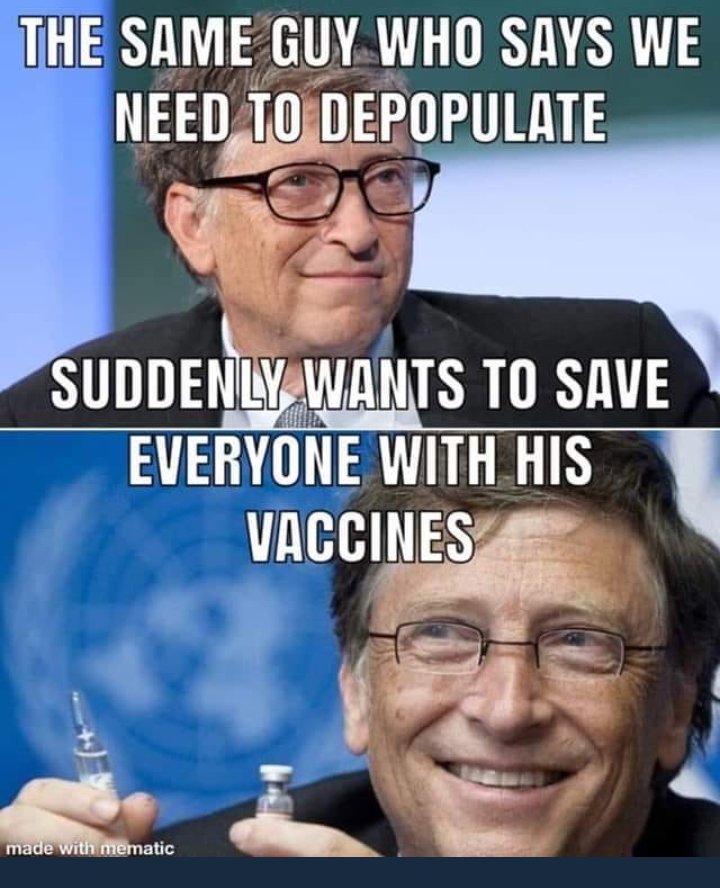 THE SAME GUY WHO SAYS WE
NEED TO DEPOPULATE
SUDDENLY WANTS TO SAVE
EVERYONE WITH HIS
VACCINES
made with mematic